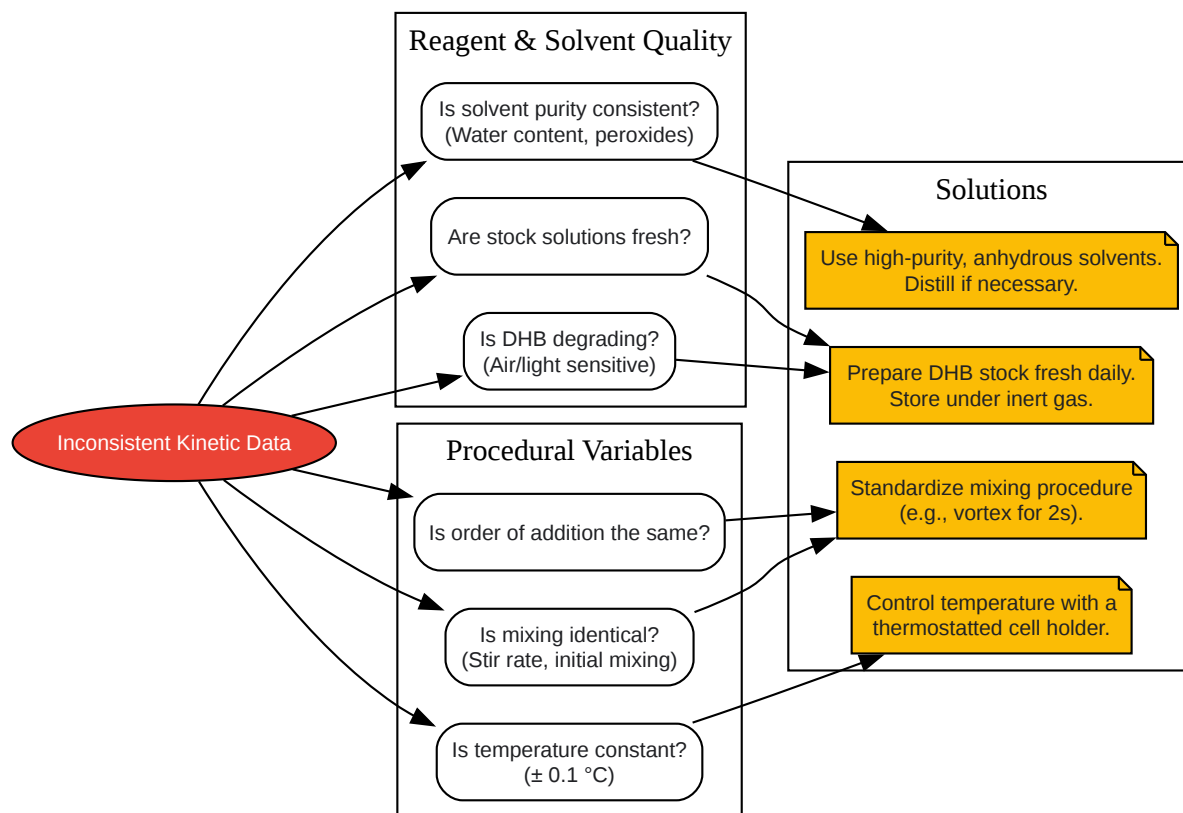 Inconsistent Kinetic Data
Reagent & Solvent Quality
Is solvent purity consistent?
(Water content, peroxides)
Are stock solutions fresh?
Is DHB degrading?
(Air/light sensitive)
Procedural Variables
Is order of addition the same?
Is mixing identical?
(Stir rate, initial mixing)
Is temperature constant?
(± 0.1 °C)
Solutions
Use high-purity, anhydrous solvents.
Distill if necessary.
Prepare DHB stock fresh daily.
Store under inert gas.
Standardize mixing procedure
(e.g., vortex for 2s).
Control temperature with a
thermostatted cell holder.